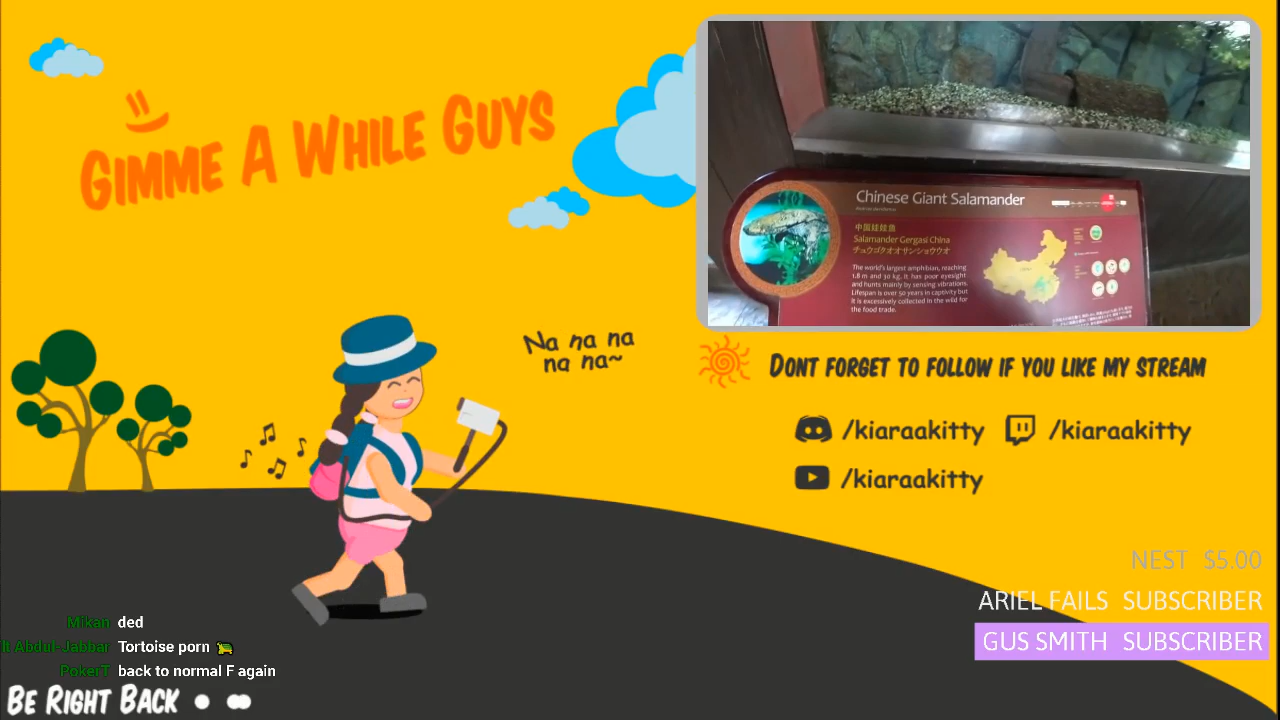 GIMME A WHILE GUYS
Chinese Giant Salamander
Salamander Gergasi China
チュウゴクオオサンショウウオ
The world's largest amphibian, reaching
1.8 m and 30 kg, it has poor eyesight
and hunts mainly by sensing vibrations.
Lifespan is over 50 years in captivity but
it is excessively collected in the wild for
the food trade.
Na na na
na na~
DONT FORGET TO FOLLOW IF YOU LIKE MY STREAM
/kiaraakitty
/kiaraakitty
/kiaraakitty
NEST $5.00
ARIEL FAILS SUBSCRIBER
GUS SMITH SUBSCRIBER
Mikan ded
Abdul-Jabbar Tortoise porn
PokerT back to normal F again
BE RIGHT BACK